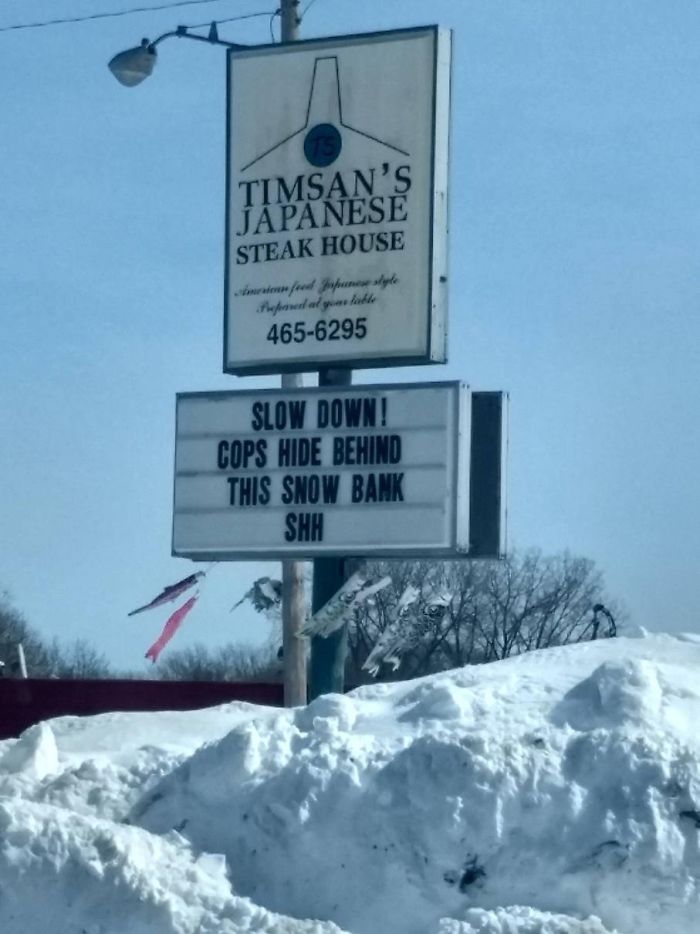 TS
TIMSAN'S
JAPANESE
STEAK HOUSE
American food Japanese style
Prepared at your table
465-6295
SLOW DOWN!
COPS HIDE BEHIND
THIS SNOW BANK
SHH